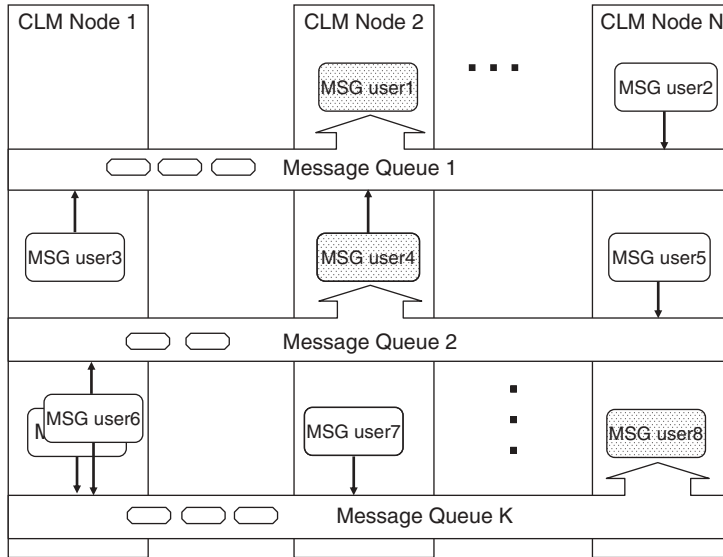 CLM Node 1
CLM Node 2
CLM Node N
MSG user1
MSG user2
Message Queue 1
MSG user3
MSG user4
MSG user5
Message Queue 2
MSG user6
MSG user7
MSG user8
Message Queue K